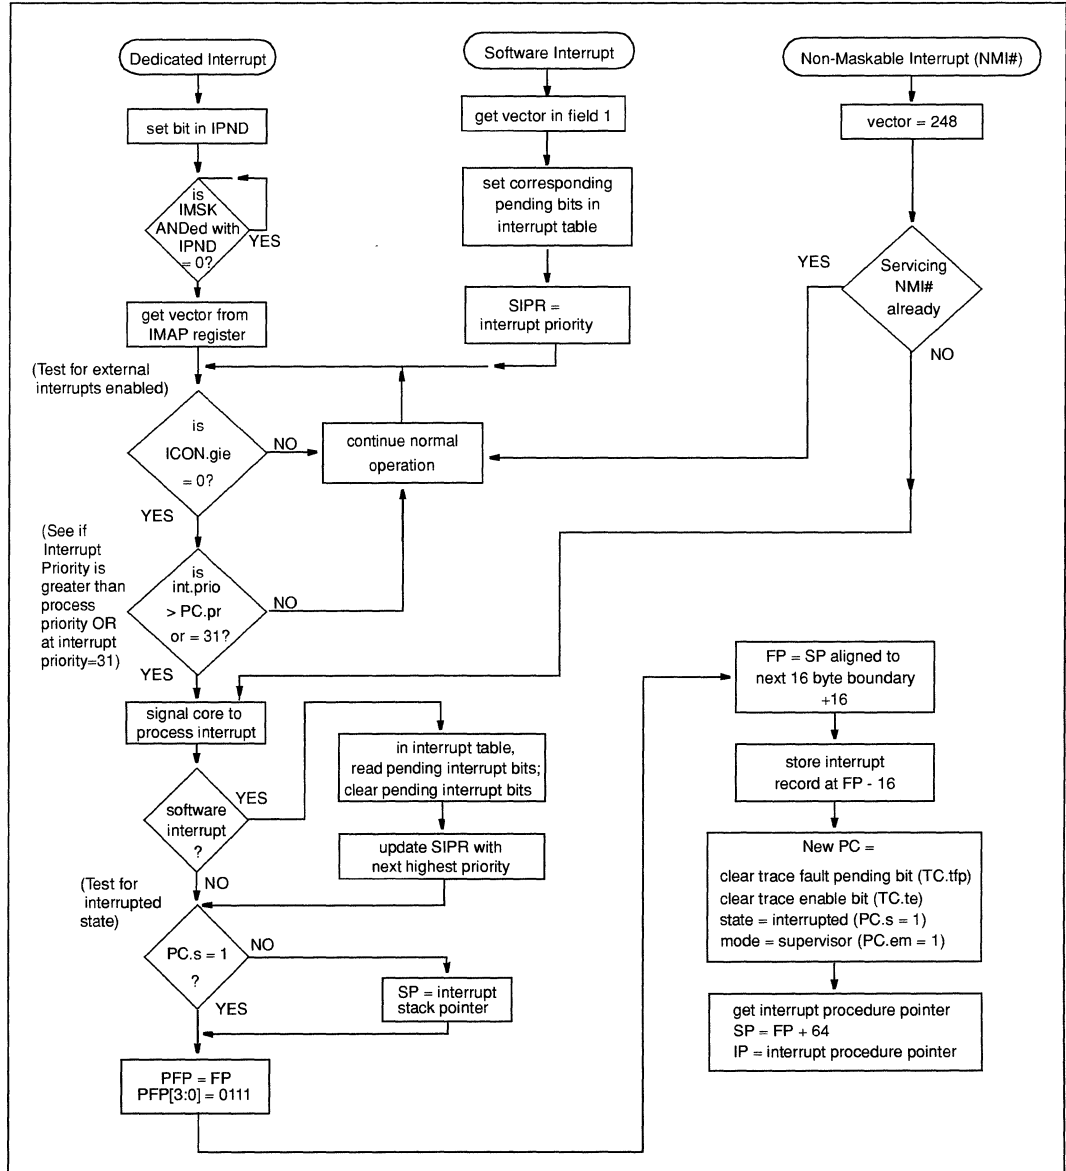 Dedicated Interrupt
set bit in IPND
is
IMSK
ANDed with
IPND
= 0?
YES
get vector from
IMAP register
(Test for external
interrupts enabled)
is
ICON.gie
= 0?
NO
YES
(See if
Interrupt
Priority is
greater than
process
priority OR
at interrupt
priority=31)
is
int.prio
> PC.pr
or = 31?
NO
YES
signal core to
process interrupt
software
interrupt
?
YES
NO
(Test for
interrupted
state)
PC.s = 1
?
NO
YES
PFP = FP
PFP[3:0] = 0111
Software Interrupt
get vector in field 1
set corresponding
pending bits in
interrupt table
SIPR =
interrupt priority
continue normal
operation
in interrupt table,
read pending interrupt bits;
clear pending interrupt bits
update SIPR with
next highest priority
SP = interrupt
stack pointer
Non-Maskable Interrupt (NMI#)
vector = 248
Servicing
NMI#
already
YES
NO
FP = SP aligned to
next 16 byte boundary
+16
store interrupt
record at FP - 16
New PC =
clear trace fault pending bit (TC.tfp)
clear trace enable bit (TC.te)
state = interrupted (PC.s = 1)
mode = supervisor (PC.em = 1)
get interrupt procedure pointer
SP = FP + 64
IP = interrupt procedure pointer